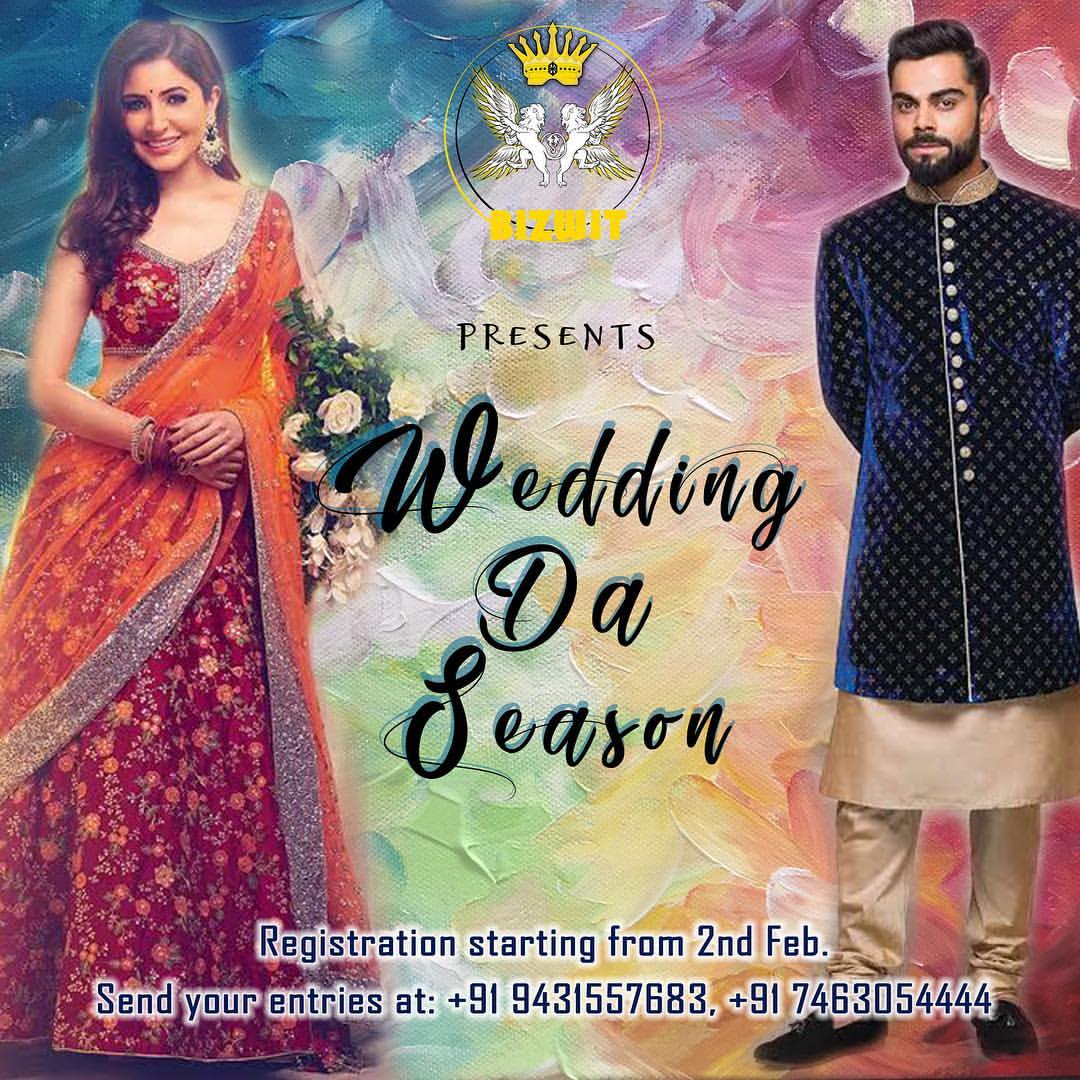 BIZWIT
PRESENTS
Wedding
Da
Season
Registration starting from 2nd Feb.
Send your entries at: +91 9431557683, +91 7463054444